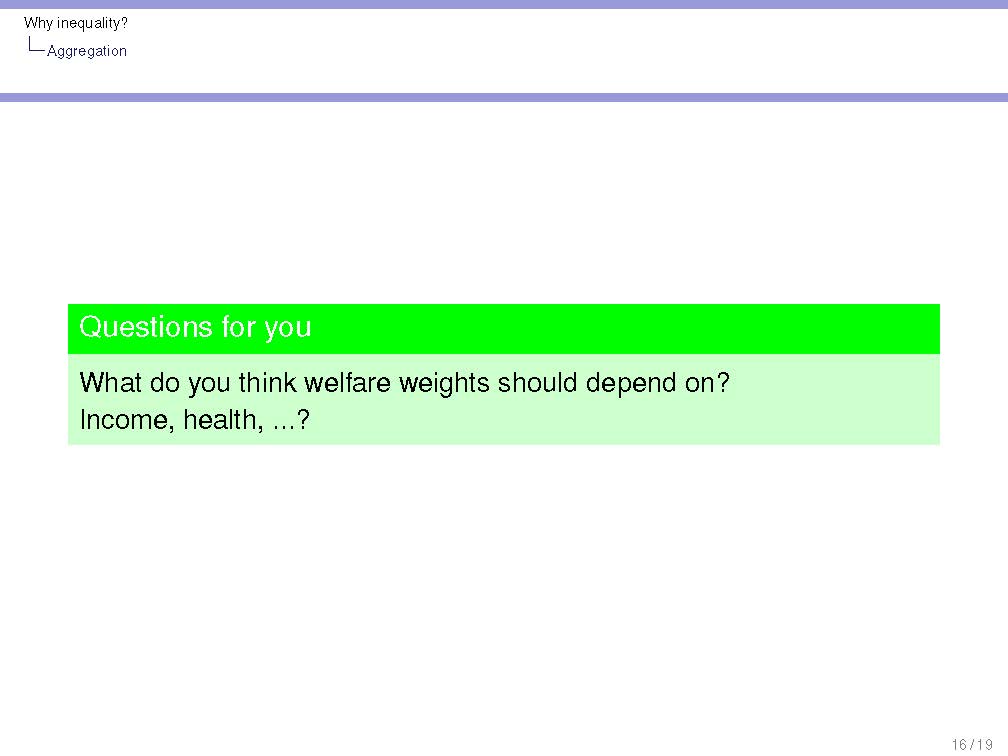 Why inequality?
Aggregation
Questions for you
What do you think welfare weights should depend on?
Income, health, ...?
16 / 19